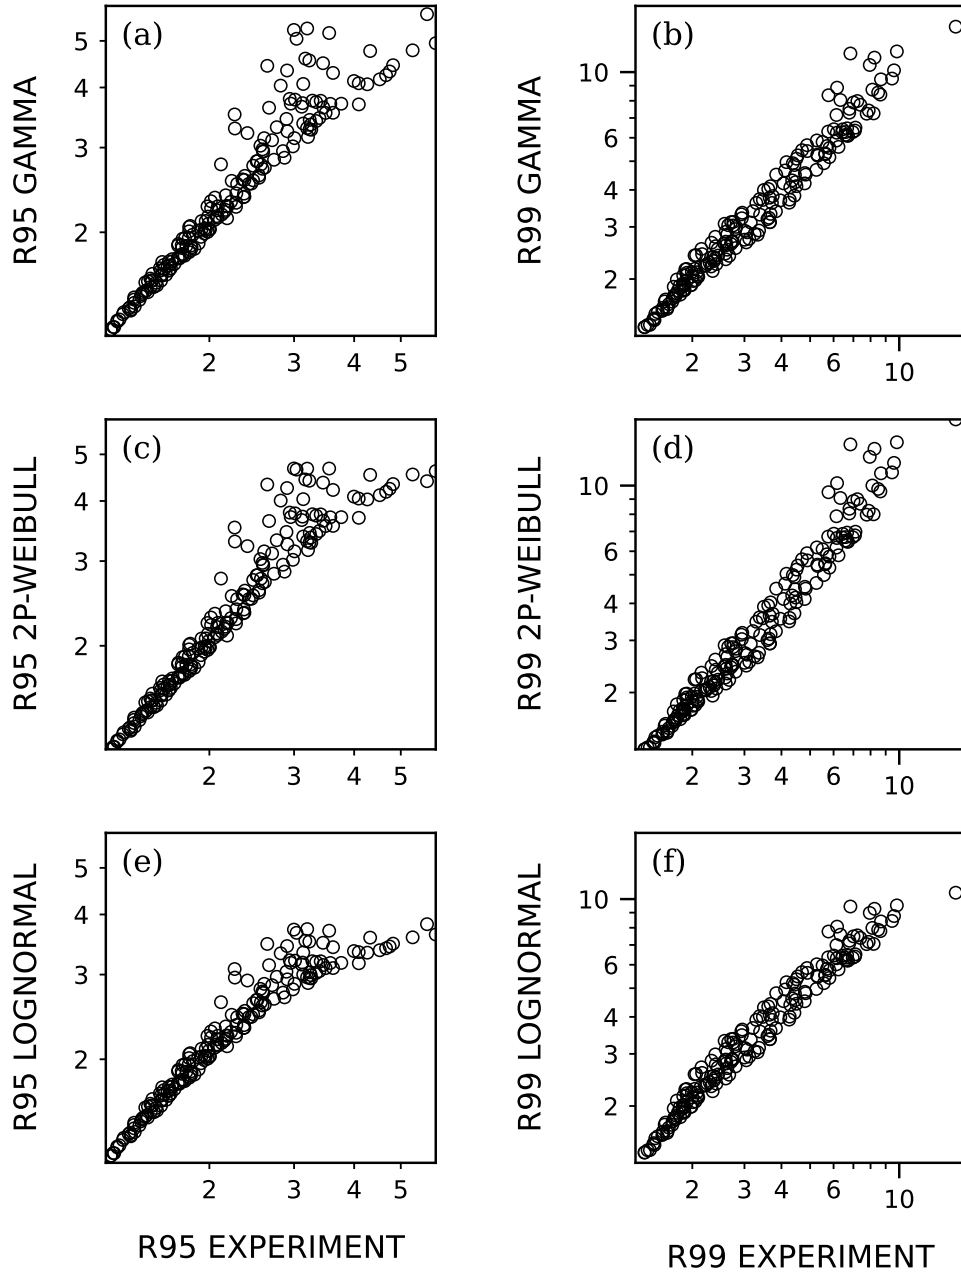 (a)
5
4
3
2
R95 GAMMA
2 3 4 5
(b)
10
6
4
3
2
R99 GAMMA
2 3 4 6 10
(c)
5
4
3
2
R95 2P-WEIBULL
2 3 4 5
(d)
10
6
4
3
2
R99 2P-WEIBULL
2 3 4 6 10
(e)
5
4
3
2
R95 LOGNORMAL
2 3 4 5
R95 EXPERIMENT
(f)
10
6
4
3
2
R99 LOGNORMAL
2 3 4 6 10
R99 EXPERIMENT